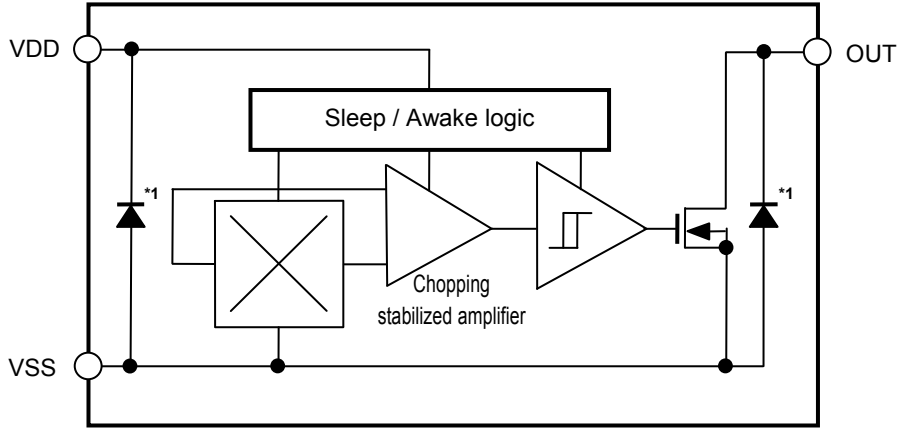 VDD
OUT
Sleep / Awake logic
*1
*1
Chopping
stabilized amplifier
VSS